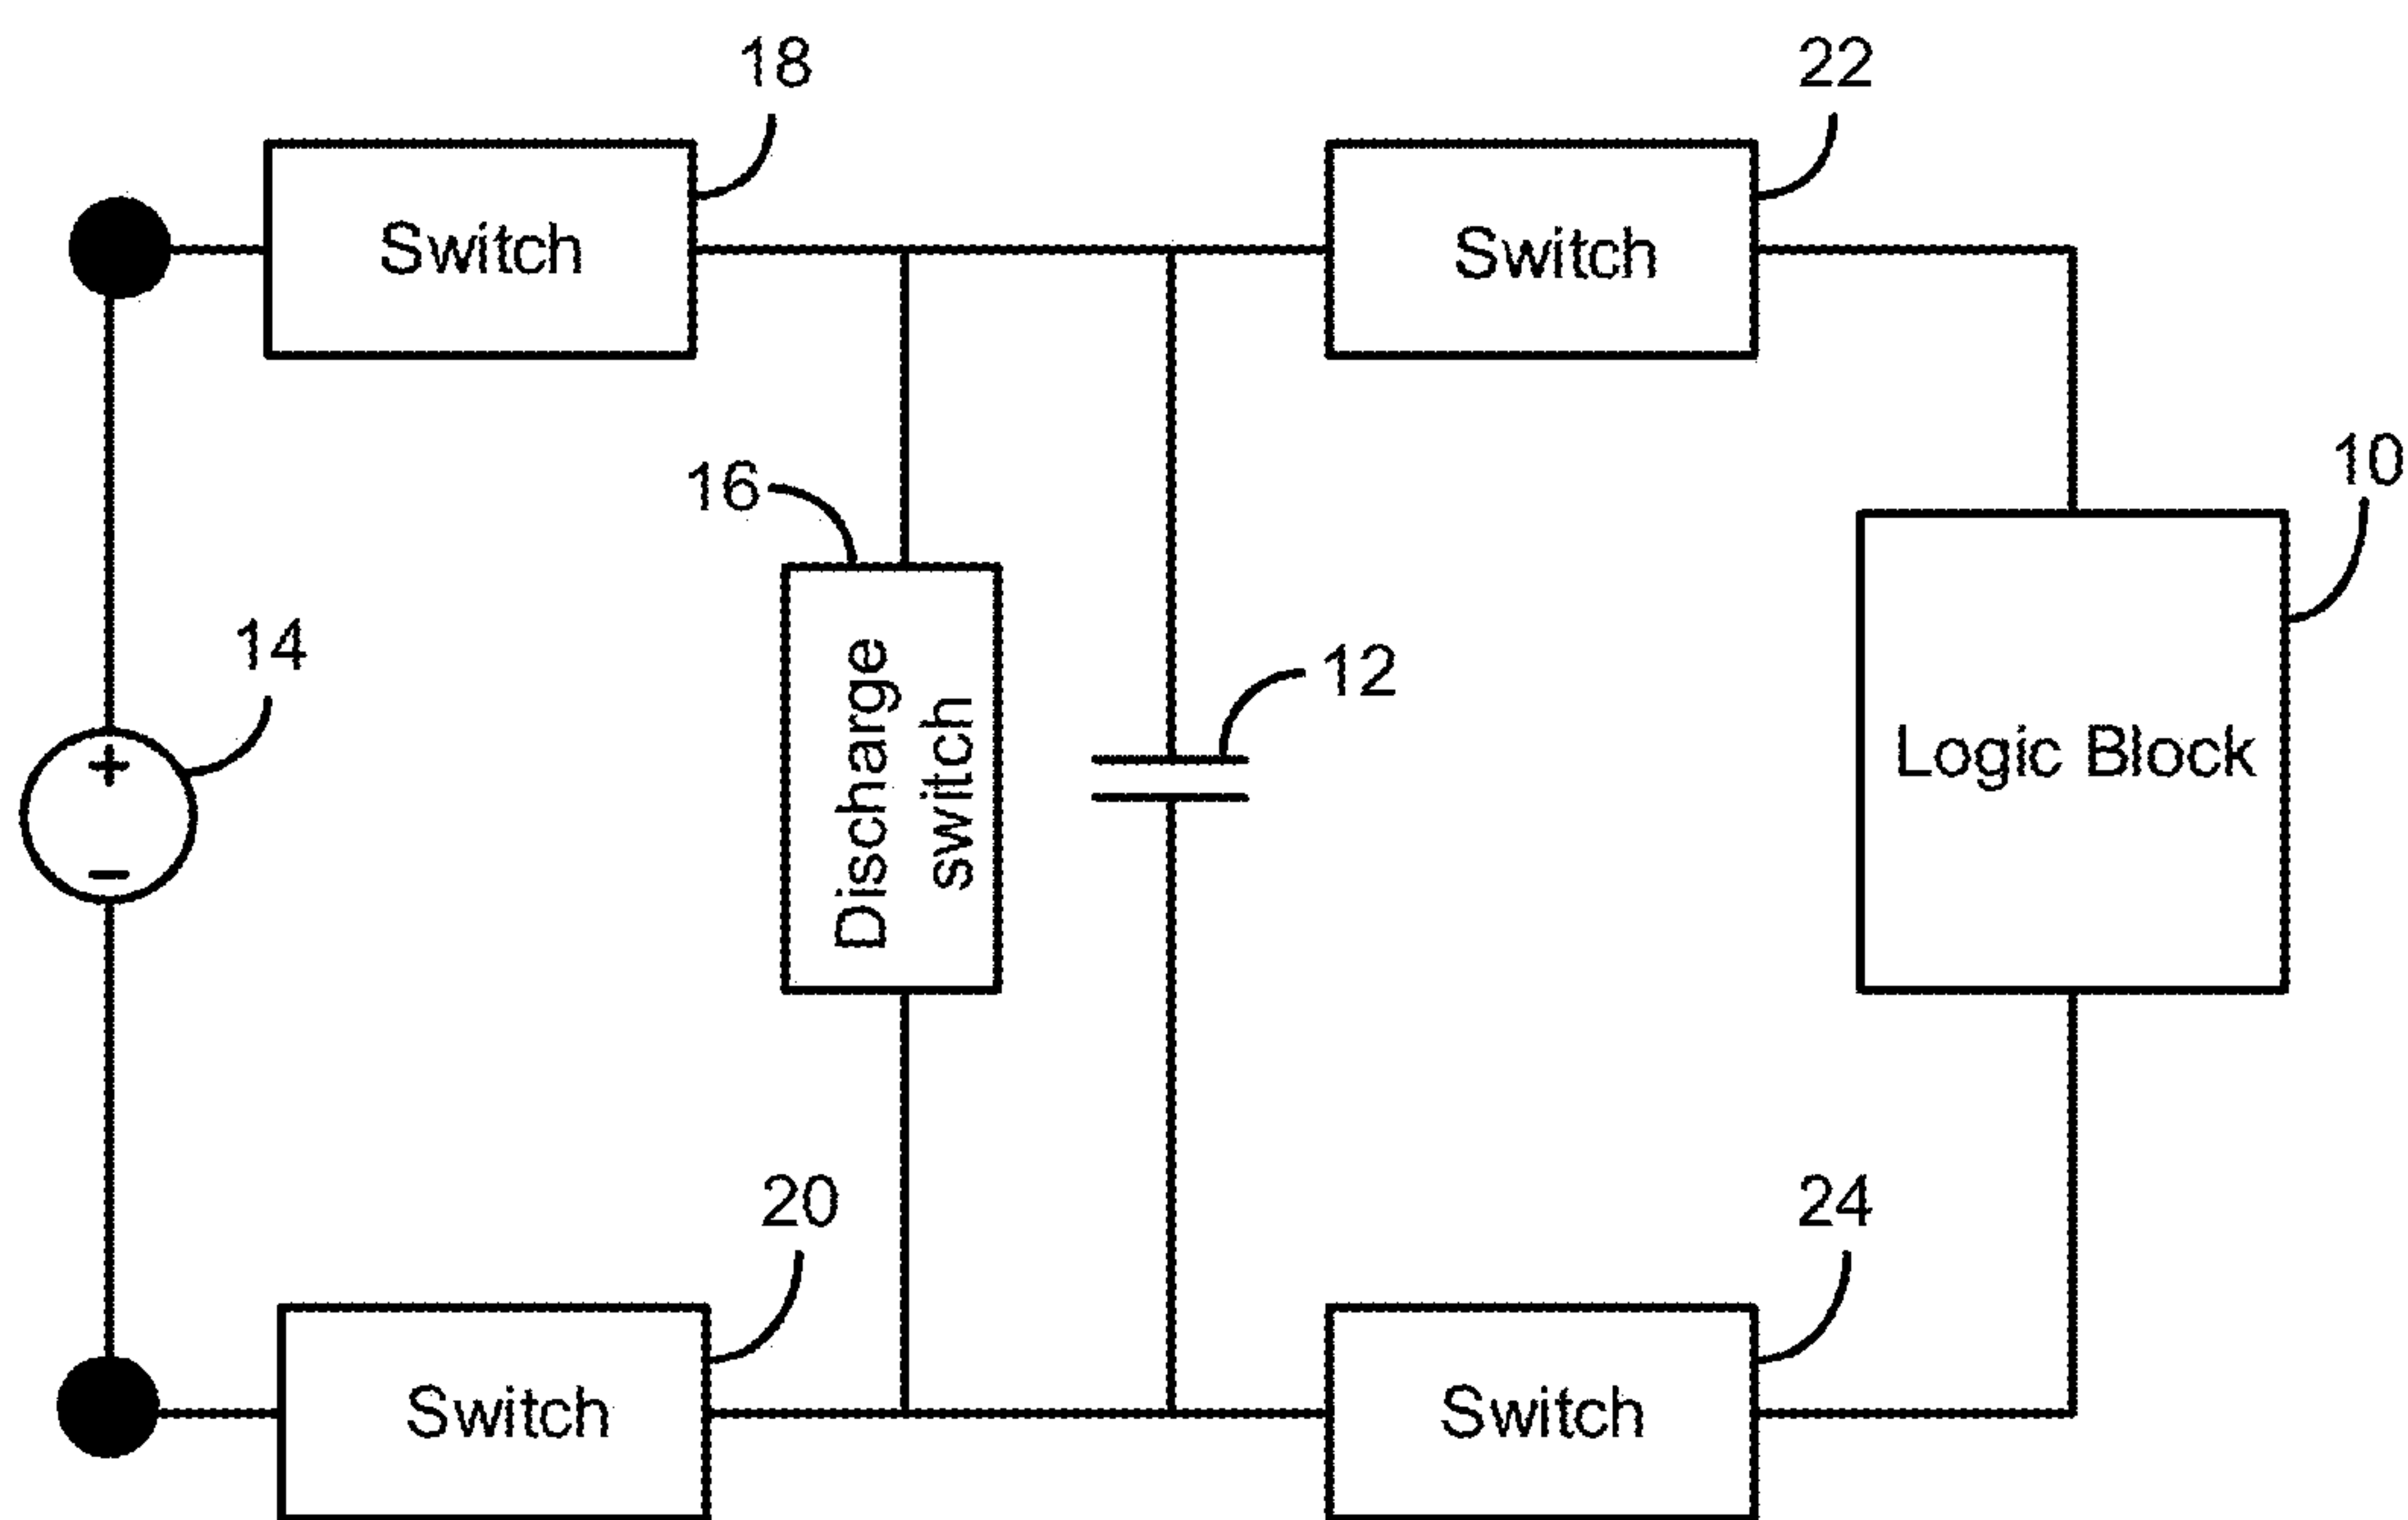 18
22
Switch
Switch
10
16
14
Discharge
switch
12
Logic Block
+
−
20
24
Switch
Switch